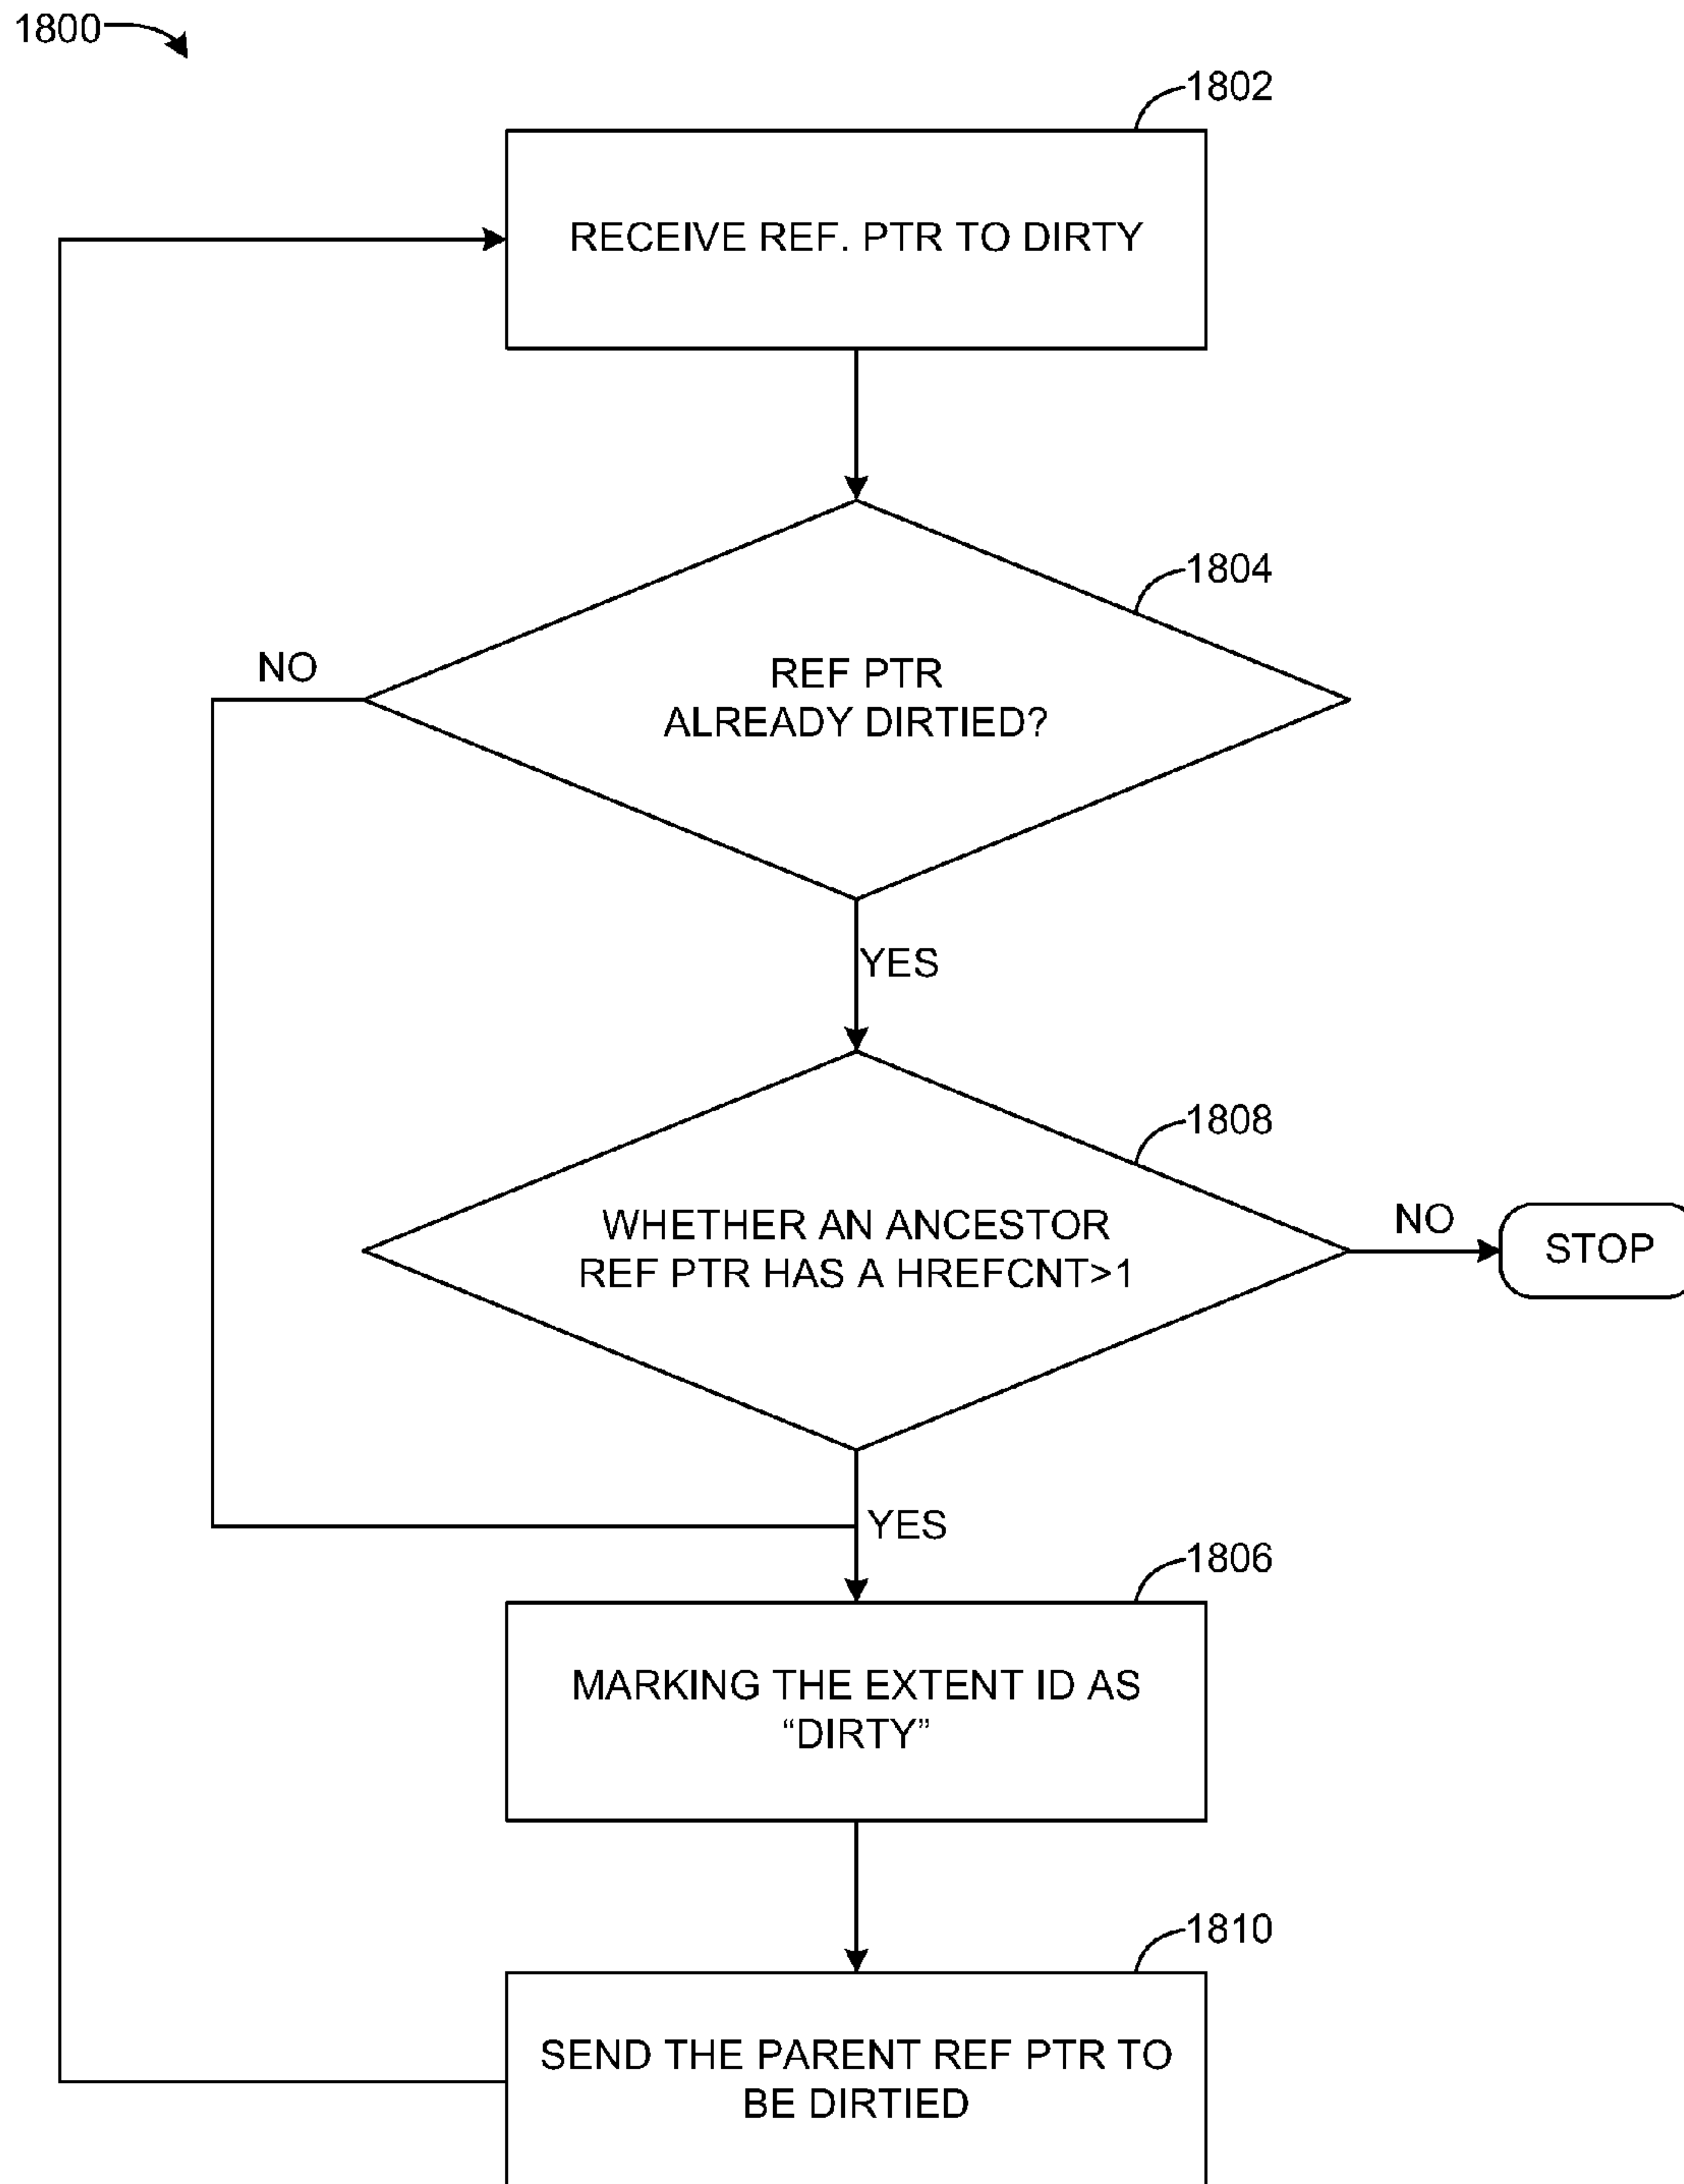 1800
1802
RECEIVE REF. PTR TO DIRTY
1804
NO
REF PTR
ALREADY DIRTIED?
YES
1808
WHETHER AN ANCESTOR
REF PTR HAS A HREFCNT>1
NO
STOP
YES
1806
MARKING THE EXTENT ID AS
“DIRTY”
1810
SEND THE PARENT REF PTR TO
BE DIRTIED